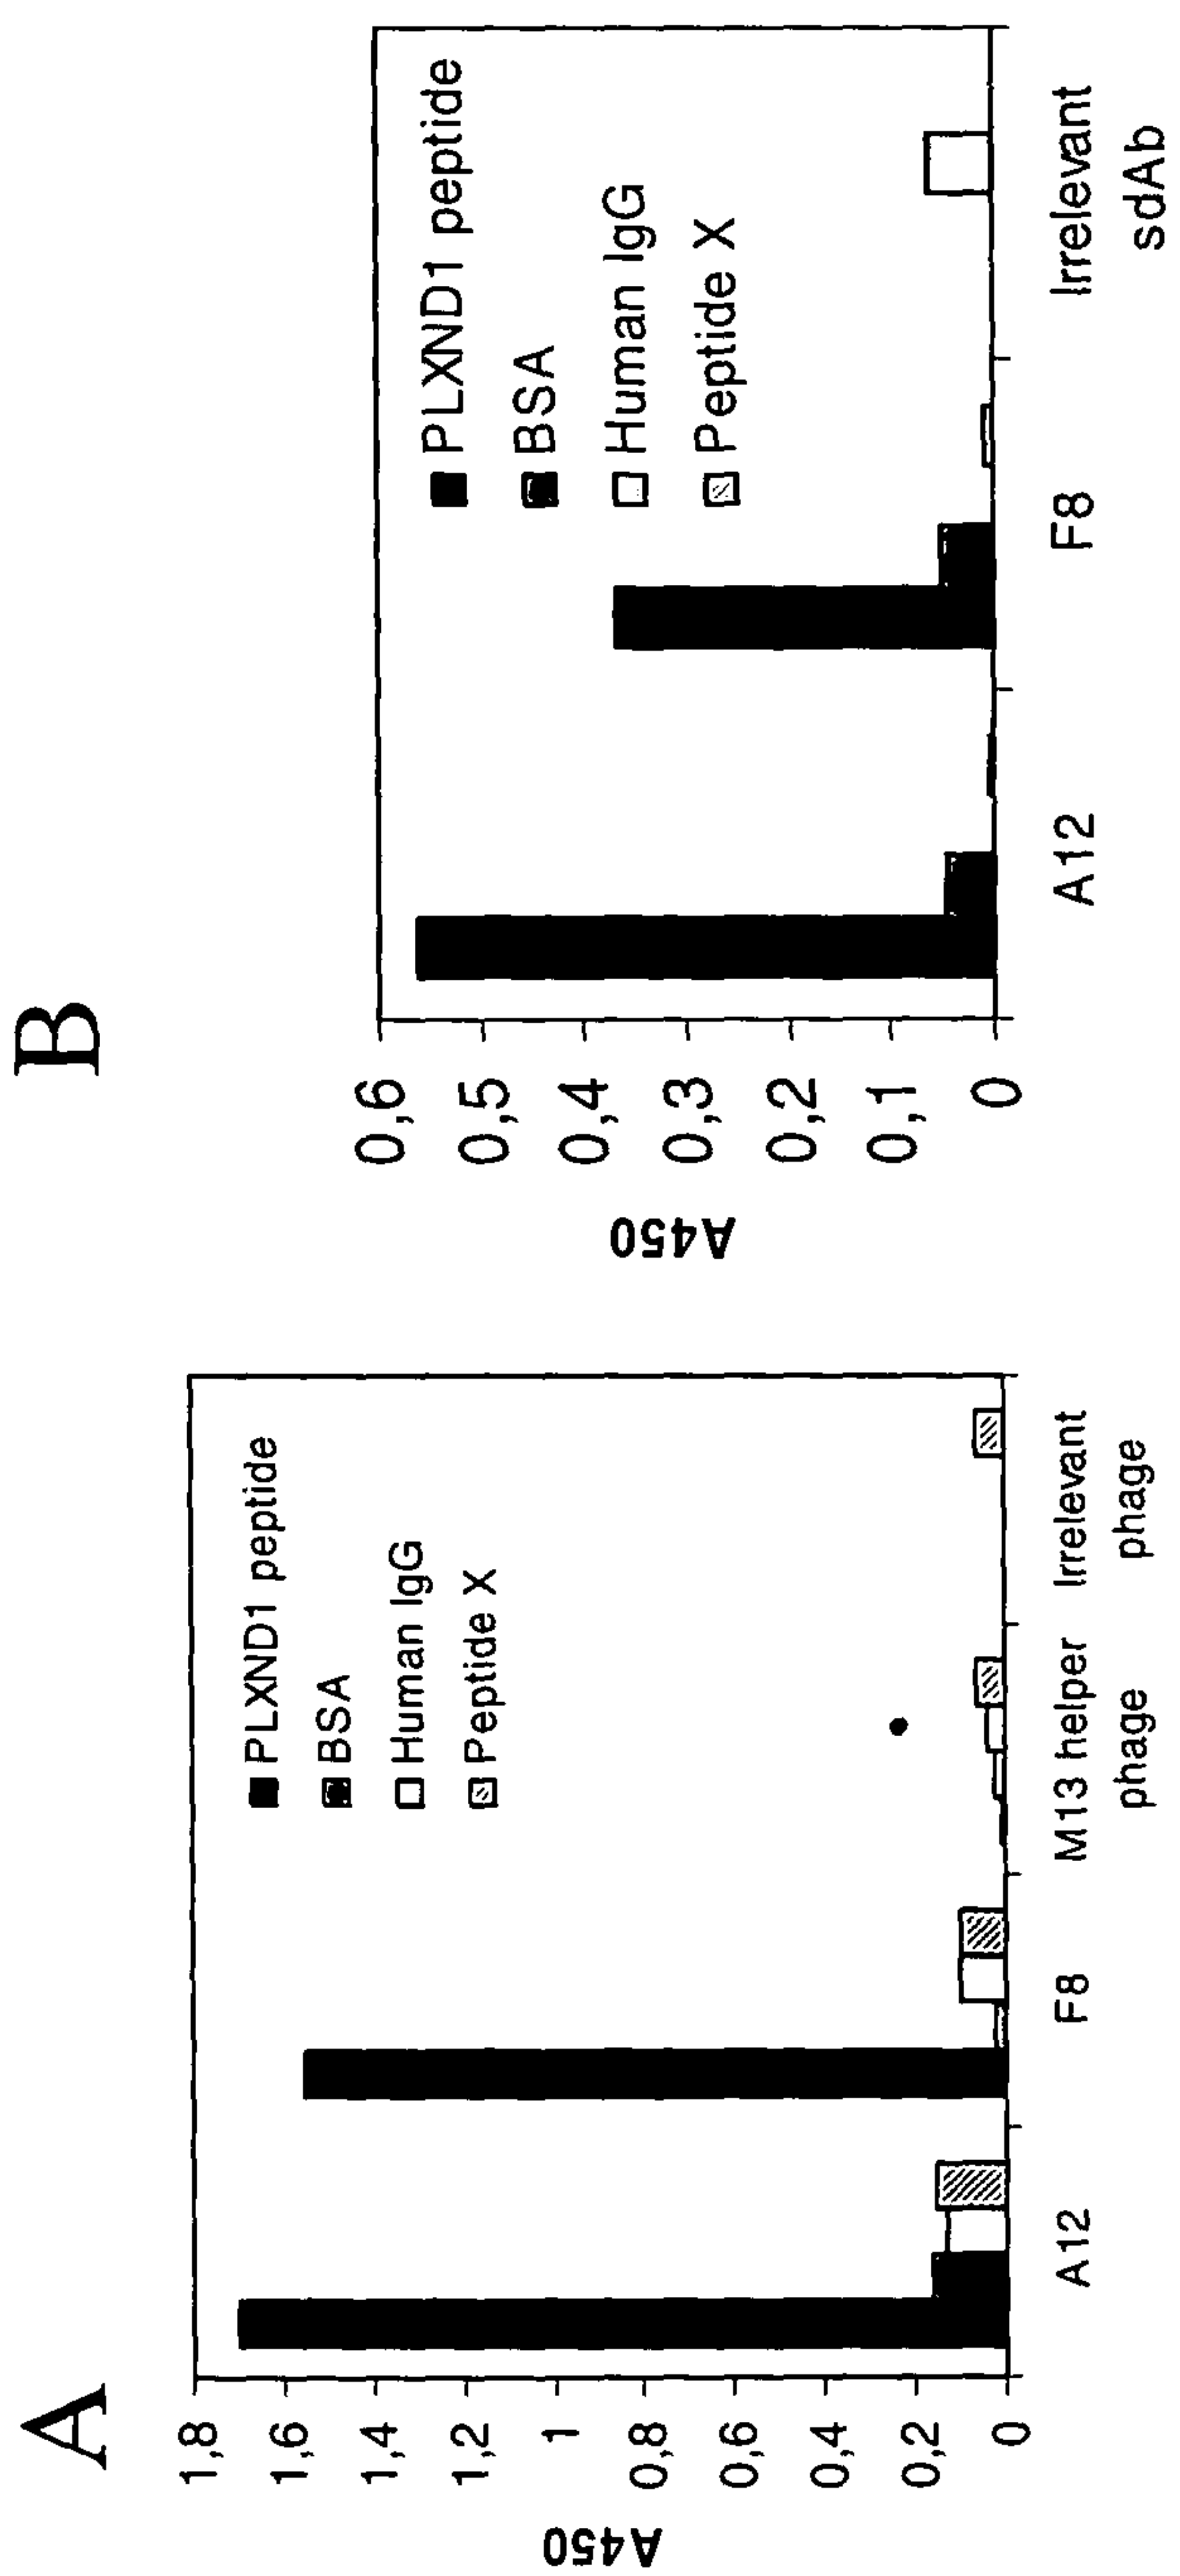 A
A450
1,8
1,6
1,4
1,2
1
0,8
0,6
0,4
0,2
0
PLXND1 peptide
BSA
Human IgG
Peptide X
A12
F8
M13 helper
phage
Irrelevant
phage
B
A450
0,6
0,5
0,4
0,3
0,2
0,1
0
PLXND1 peptide
BSA
Human IgG
Peptide X
A12
F8
Irrelevant
sdAb